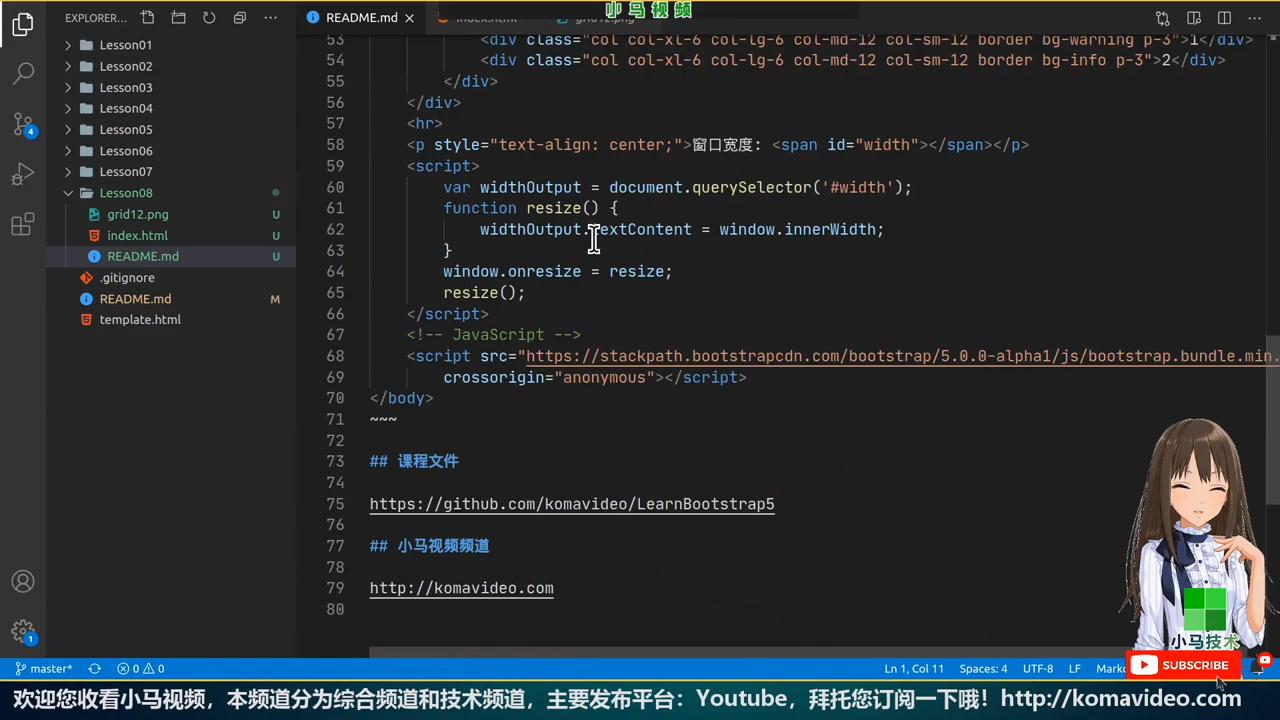 小马视频
EXPLORER...
README.md
index.html
grid12.png
Lesson01
Lesson02
Lesson03
Lesson04
Lesson05
Lesson06
Lesson07
Lesson08
grid12.png U
index.html U
README.md U
.gitignore
README.md M
template.html
4
1
53 <div class="col col-xl-6 col-lg-6 col-md-12 col-sm-12 border bg-warning p-3">1</div>
54 <div class="col col-xl-6 col-lg-6 col-md-12 col-sm-12 border bg-info p-3">2</div>
55 </div>
56 </div>
57 <hr>
58 <p style="text-align: center;">窗口宽度: <span id="width"></span></p>
59 <script>
60 var widthOutput = document.querySelector('#width');
61 function resize() {
62 widthOutput.textContent = window.innerWidth;
63 }
64 window.onresize = resize;
65 resize();
66 </script>
67 <!-- JavaScript -->
68 <script src="https://stackpath.bootstrapcdn.com/bootstrap/5.0.0-alpha1/js/bootstrap.bundle.min.
69 crossorigin="anonymous"></script>
70 </body>
71 ~~~
72
73 ## 课程文件
74
75 https://github.com/komavideo/LearnBootstrap5
76
77 ## 小马视频频道
78
79 http://komavideo.com
80
小马技术
SUBSCRIBE
master* 0 0 Ln 1, Col 11 Spaces: 4 UTF-8 LF Marko
欢迎您收看小马视频，本频道分为综合频道和技术频道，主要发布平台：Youtube，拜托您订阅一下哦！http://komavideo.com